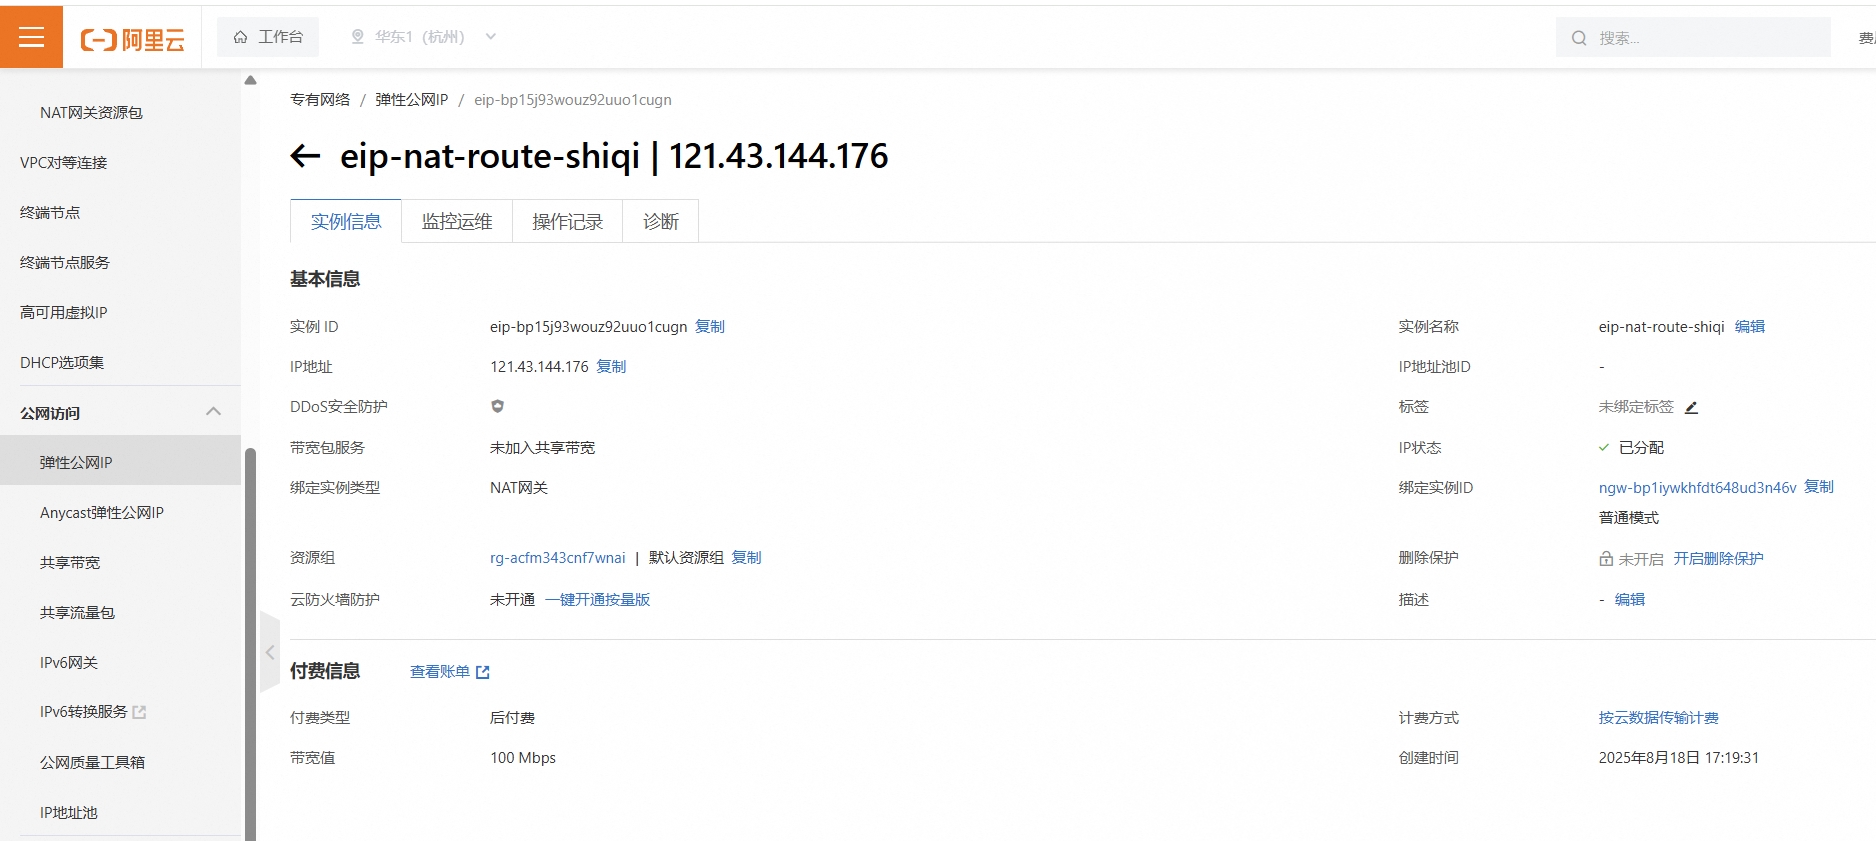 阿里云
工作台
华东1（杭州）
搜索...
NAT网关资源包
VPC对等连接
终端节点
终端节点服务
高可用虚拟IP
DHCP选项集
公网访问
弹性公网IP
Anycast弹性公网IP
共享带宽
共享流量包
IPv6网关
IPv6转换服务
公网质量工具箱
IP地址池
专有网络 / 弹性公网IP / eip-bp15j93wouz92uuo1cugn
eip-nat-route-shiqi | 121.43.144.176
实例信息 监控运维 操作记录 诊断
基本信息
实例 ID eip-bp15j93wouz92uuo1cugn 复制 实例名称 eip-nat-route-shiqi 编辑
IP地址 121.43.144.176 复制 IP地址池ID -
DDoS安全防护 标签 未绑定标签
带宽包服务 未加入共享带宽 IP状态 已分配
绑定实例类型 NAT网关 绑定实例ID ngw-bp1iywkhfdt648ud3n46v 复制
普通模式
资源组 rg-acfm343cnf7wnai | 默认资源组 复制 删除保护 未开启 开启删除保护
云防火墙防护 未开通 一键开通按量版 描述 - 编辑
付费信息 查看账单
付费类型 后付费 计费方式 按云数据传输计费
带宽值 100 Mbps 创建时间 2025年8月18日 17:19:31